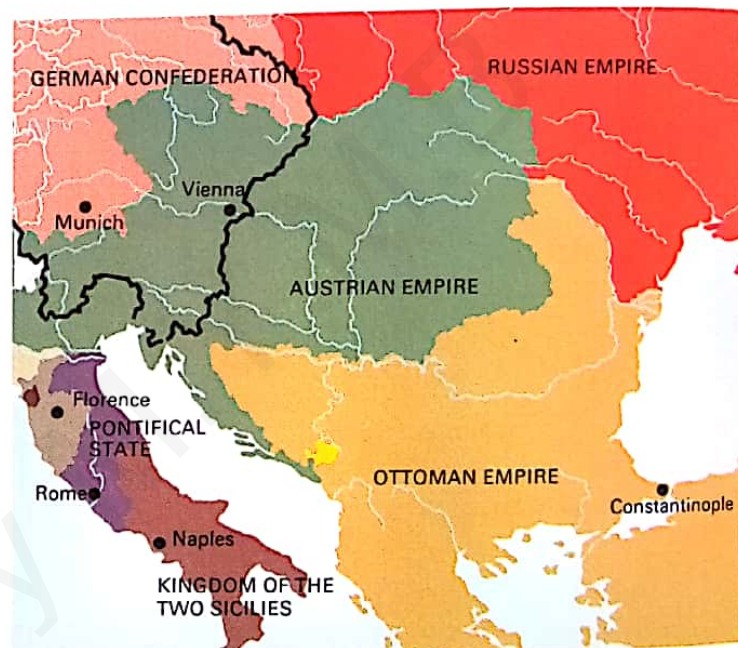 GERMAN CONFEDERATION
RUSSIAN EMPIRE
Vienna
Munich
AUSTRIAN EMPIRE
Florence
PONTIFICAL
STATE
OTTOMAN EMPIRE
Rome
Constantinople
Naples
KINGDOM OF THE
TWO SICILIES